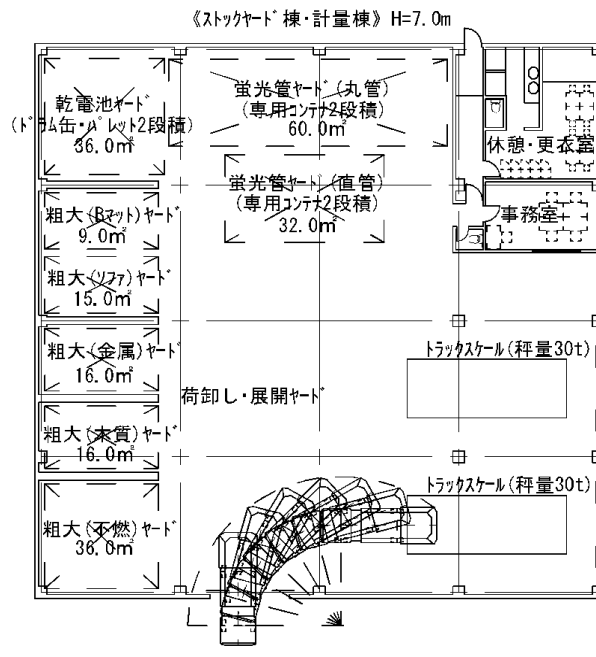 《ストックヤード棟・計量棟》 H=7.0m
乾電池ヤード
(ドラム缶・パレット2段積)
36.0㎡
蛍光管ヤード(丸管)
(専用コンテナ2段積)
60.0㎡
休憩・更衣室
蛍光管ヤード(直管)
(専用コンテナ2段積)
32.0㎡
事務室
粗大(Bマット)ヤード
9.0㎡
粗大(ソファ)ヤード
15.0㎡
粗大(金属)ヤード
16.0㎡
トラックスケール(秤量30t)
荷卸し・展開ヤード
粗大(木質)ヤード
16.0㎡
トラックスケール(秤量30t)
粗大(不燃)ヤード
36.0㎡